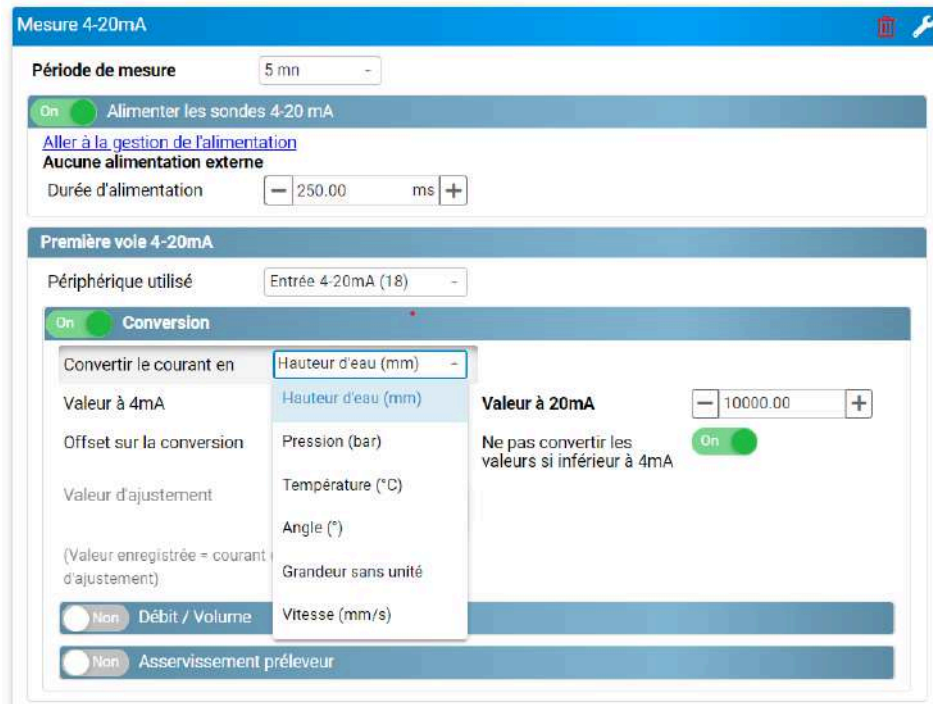 Mesure 4-20mA
Période de mesure 5 mn
On Alimenter les sondes 4-20 mA
Aller à la gestion de l'alimentation
Aucune alimentation externe
Durée d'alimentation 250.00 ms
Première voie 4-20mA
Périphérique utilisé Entrée 4-20mA (18)
On Conversion
Convertir le courant en Hauteur d'eau (mm)
Hauteur d'eau (mm)
Pression (bar)
Température (°C)
Angle (°)
Grandeur sans unité
Vitesse (mm/s)
Valeur à 4mA Valeur à 20mA 10000.00
Offset sur la conversion Ne pas convertir les
valeurs si inférieur à 4mA On
Valeur d'ajustement
(Valeur enregistrée = courant
d'ajustement)
Non Débit / Volume
Non Asservissement préleveur